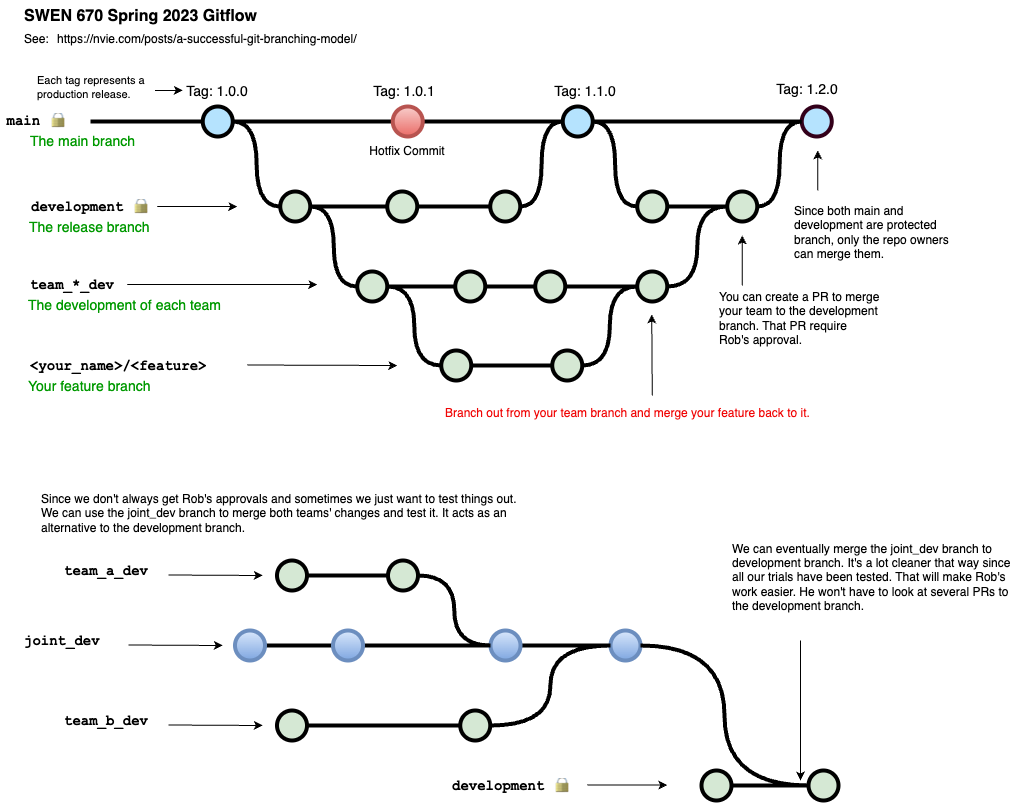 SWEN 670 Spring 2023 Gitflow
See: https://nvie.com/posts/a-successful-git-branching-model/
Each tag represents a
production release.
Tag: 1.0.0
Tag: 1.0.1
Tag: 1.1.0
Tag: 1.2.0
main
The main branch
Hotfix Commit
development
The release branch
Since both main and
development are protected
branch, only the repo owners
can merge them.
team_*_dev
The development of each team
You can create a PR to merge
your team to the development
branch. That PR require
Rob's approval.
<your_name>/<feature>
Your feature branch
Branch out from your team branch and merge your feature back to it.
Since we don't always get Rob's approvals and sometimes we just want to test things out.
We can use the joint_dev branch to merge both teams' changes and test it. It acts as an
alternative to the development branch.
We can eventually merge the joint_dev branch to
development branch. It's a lot cleaner that way since
all our trials have been tested. That will make Rob's
work easier. He won't have to look at several PRs to
the development branch.
team_a_dev
joint_dev
team_b_dev
development